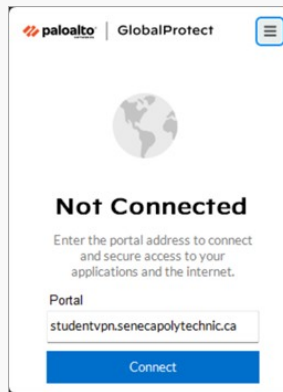 paloalto GlobalProtect
Not Connected
Enter the portal address to connect
and secure access to your
applications and the internet.
Portal
studentvpn.senecapolytechnic.ca
Connect